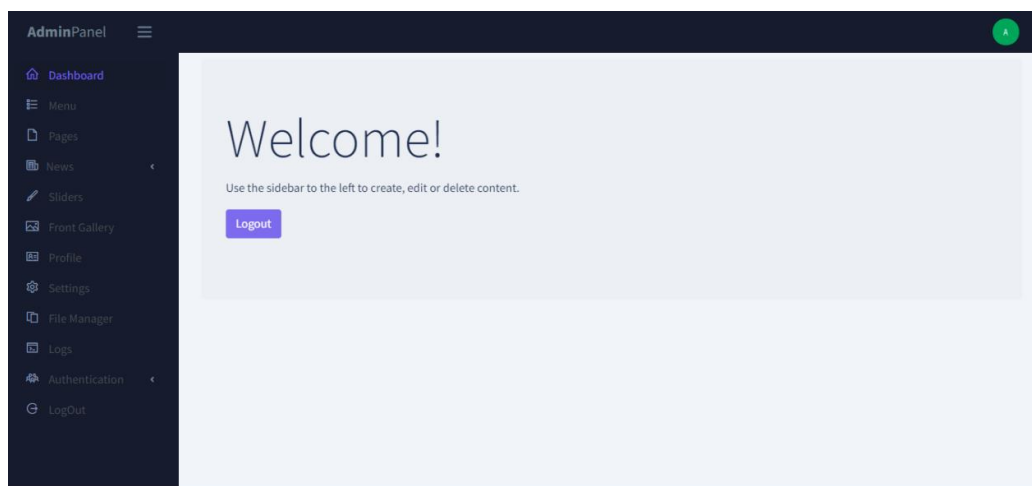 AdminPanel
A
Dashboard
Menu
Pages
News
Sliders
Front Gallery
Profile
Settings
File Manager
Logs
Authentication
LogOut
Welcome!
Use the sidebar to the left to create, edit or delete content.
Logout